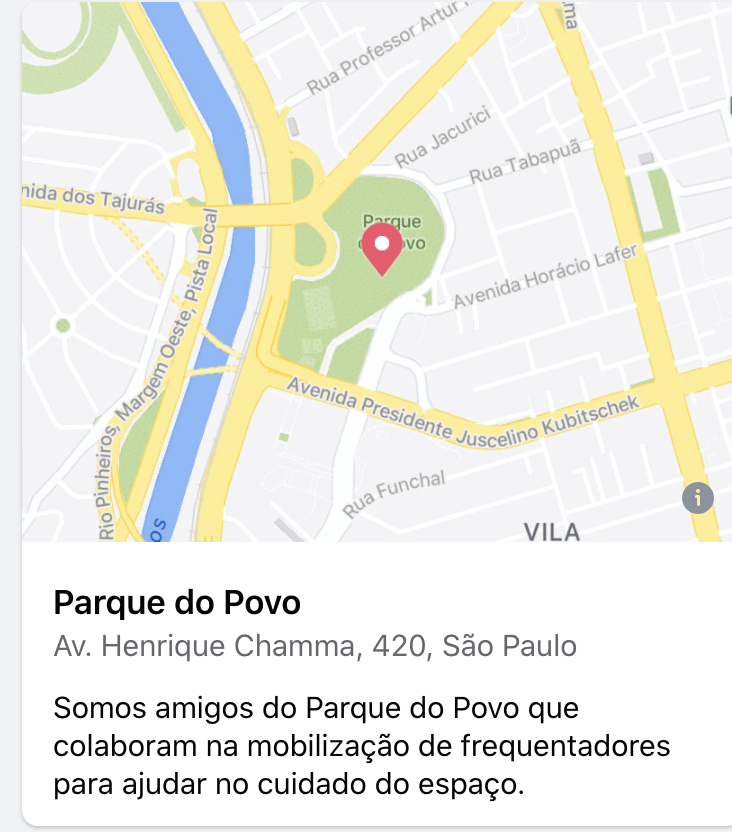 Rua Professor Artur
Rua Jacurici
Rua Tabapuã
nida dos Tajurás
Pista Local
Parque
ovo
Avenida Horácio Lafer
Rio Pinheiros, Margem Oeste,
Avenida Presidente Juscelino Kubitschek
Rua Funchal
os
VILA
Parque do Povo
Av. Henrique Chamma, 420, São Paulo
Somos amigos do Parque do Povo que
colaboram na mobilização de frequentadores
para ajudar no cuidado do espaço.